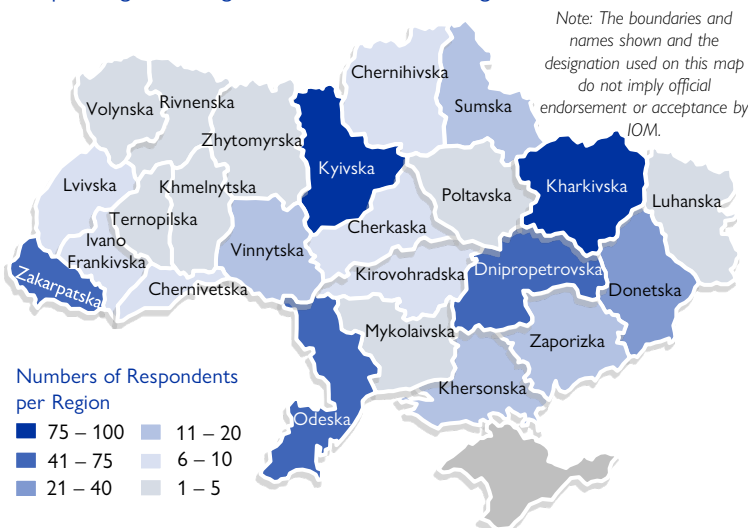 Note: The boundaries and
names shown and the
designation used on this map
do not imply official
endorsement or acceptance by
IOM.
Chernihivska
Volynska
Rivnenska
Sumska
Zhytomyrska
Kyivska
Lvivska
Khmelnytska
Poltavska
Kharkivska
Luhanska
Ternopilska
Cherkaska
Ivano
Frankivska
Vinnytska
Zakarpatska
Chernivetska
Kirovohradska
Dnipropetrovska
Donetska
Mykolaivska
Zaporizka
Khersonska
Odeska
Numbers of Respondents
per Region
75 – 100
11 – 20
41 – 75
6 – 10
21 – 40
1 – 5